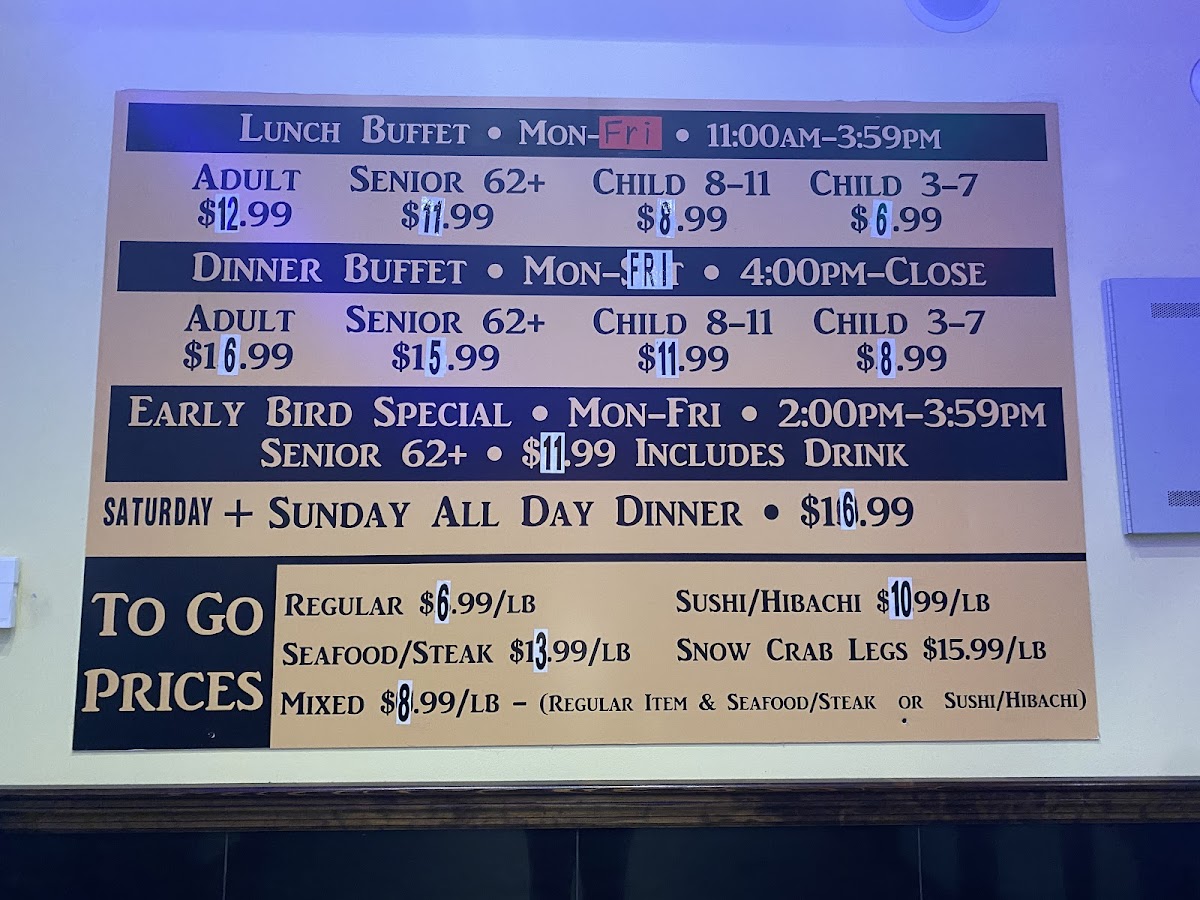 LUNCH BUFFET • MON-Fri • 11:00AM-3:59PM
ADULT SENIOR 62+ CHILD 8-11 CHILD 3-7
$12.99 $11.99 $8.99 $6.99
DINNER BUFFET • MON-FRI • 4:00PM-CLOSE
ADULT SENIOR 62+ CHILD 8-11 CHILD 3-7
$16.99 $15.99 $11.99 $8.99
EARLY BIRD SPECIAL • MON-FRI • 2:00PM-3:59PM
SENIOR 62+ • $11.99 INCLUDES DRINK
SATURDAY + SUNDAY ALL DAY DINNER • $16.99
TO GO PRICES
REGULAR $6.99/LB SUSHI/HIBACHI $10.99/LB
SEAFOOD/STEAK $13.99/LB SNOW CRAB LEGS $15.99/LB
MIXED $8.99/LB - (REGULAR ITEM & SEAFOOD/STEAK OR SUSHI/HIBACHI)